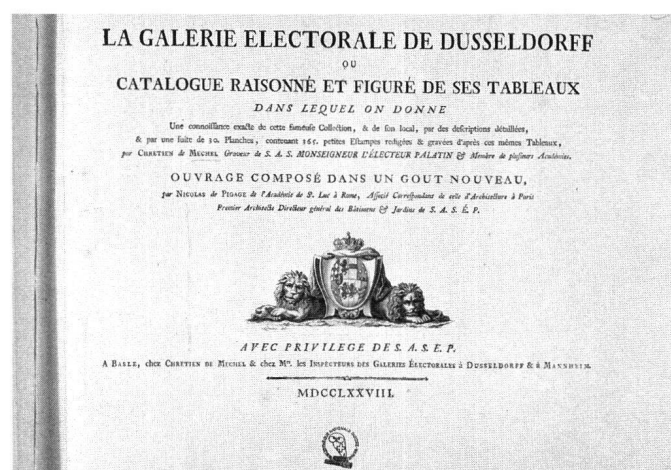 LA GALERIE ELECTORALE DE DUSSELDORFF
OU
CATALOGUE RAISONNÉ ET FIGURÉ DE SES TABLEAUX
DANS LEQUEL ON DONNE
Une connoissance exacte de cette fameuse Collection, & de son local, par des descriptions détaillées,
& par une suite de 30. Planches, contenant 365. petites Estampes redigées & gravées d'après ces mêmes Tableaux,
par CHRETIEN DE MECHEL Graveur de S. A. S. MONSEIGNEUR L'ÉLECTEUR PALATIN & Membre de plusieurs Académies.
OUVRAGE COMPOSÉ DANS UN GOUT NOUVEAU,
par NICOLAS DE PIGAGE de l'Académie de St. Luc à Rome, Associé Correspondant de celle d'Architecture à Paris
Premier Architecte Directeur général des Bâtimens & Jardins de S. A. S. É. P.
AVEC PRIVILEGE DE S. A. S. E. P.
A BASLE, chez CHRETIEN DE MECHEL & chez Mrs. les INSPECTEURS DES GALERIES ÉLECTORALES à DUSSELDORFF & à MANNHEIM.
MDCCLXXVIII.